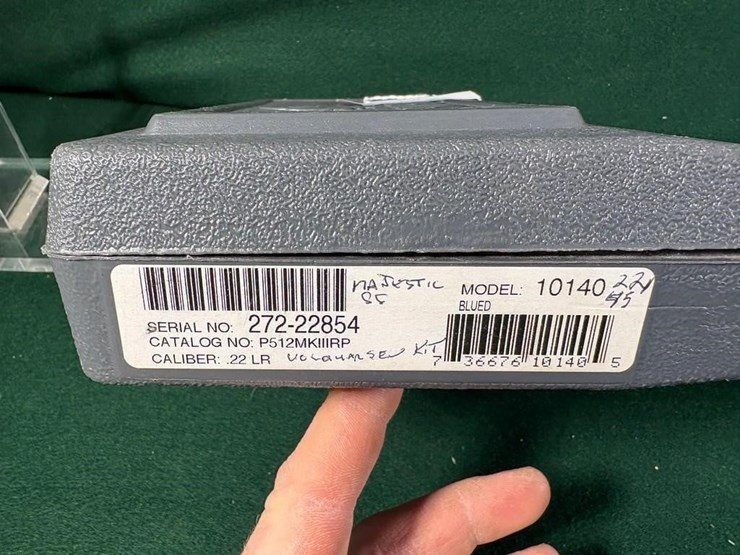 MAJESTIC
SS
MODEL: 10140 22/
45
BLUED
SERIAL NO: 272-22854
CATALOG NO: P512MKIIIRP
CALIBER: .22 LR VOLQUARSEN KIT
7 36676 10140 5